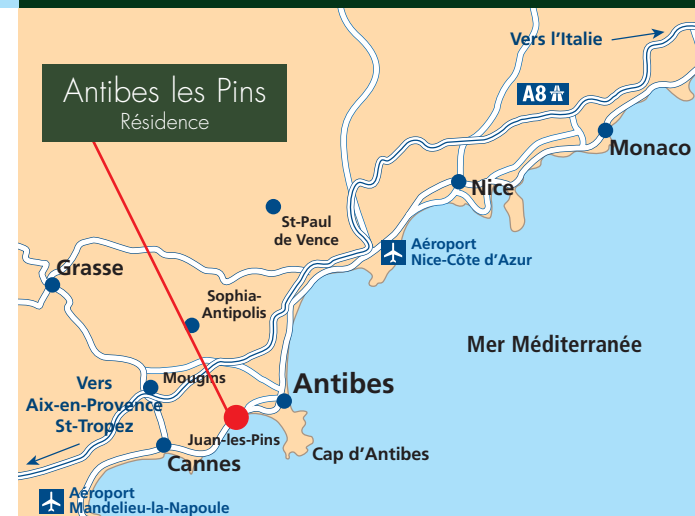 Vers l'Italie
Antibes les Pins
Résidence
A8
Monaco
Nice
St-Paul
de Vence
Aéroport
Nice-Côte d'Azur
Grasse
Sophia-
Antipolis
Mer Méditerranée
Mougins
Vers
Aix-en-Provence
St-Tropez
Antibes
Juan-les-Pins
Cap d'Antibes
Cannes
Aéroport
Mandelieu-la-Napoule